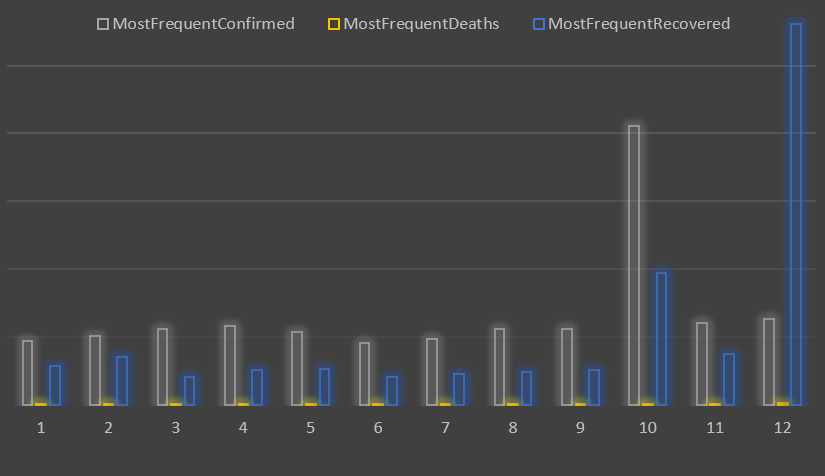 MostFrequentConfirmed MostFrequentDeaths MostFrequentRecovered
1 2 3 4 5 6 7 8 9 10 11 12